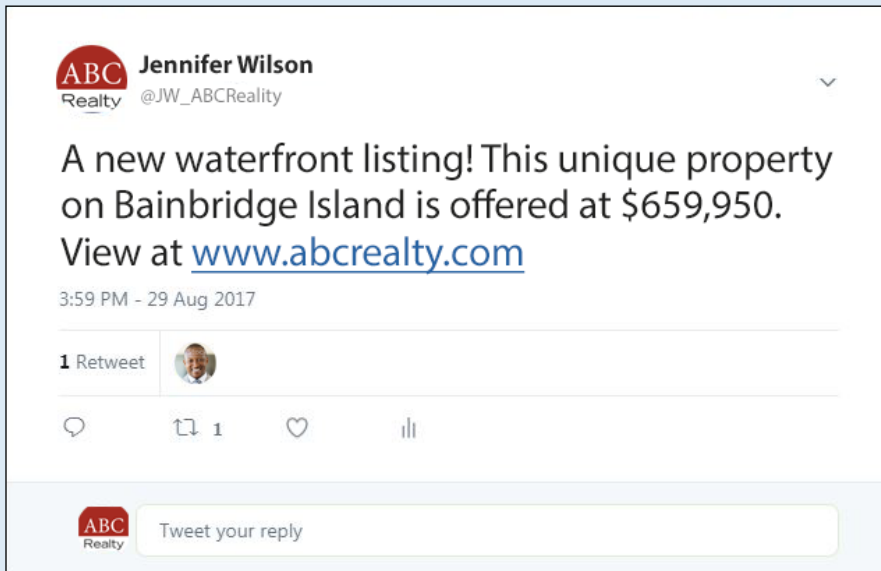 ABC
Realty
Jennifer Wilson
@JW_ABCReality
A new waterfront listing! This unique property
on Bainbridge Island is offered at $659,950.
View at www.abcrealty.com
3:59 PM - 29 Aug 2017
1 Retweet
1
ABC
Realty
Tweet your reply